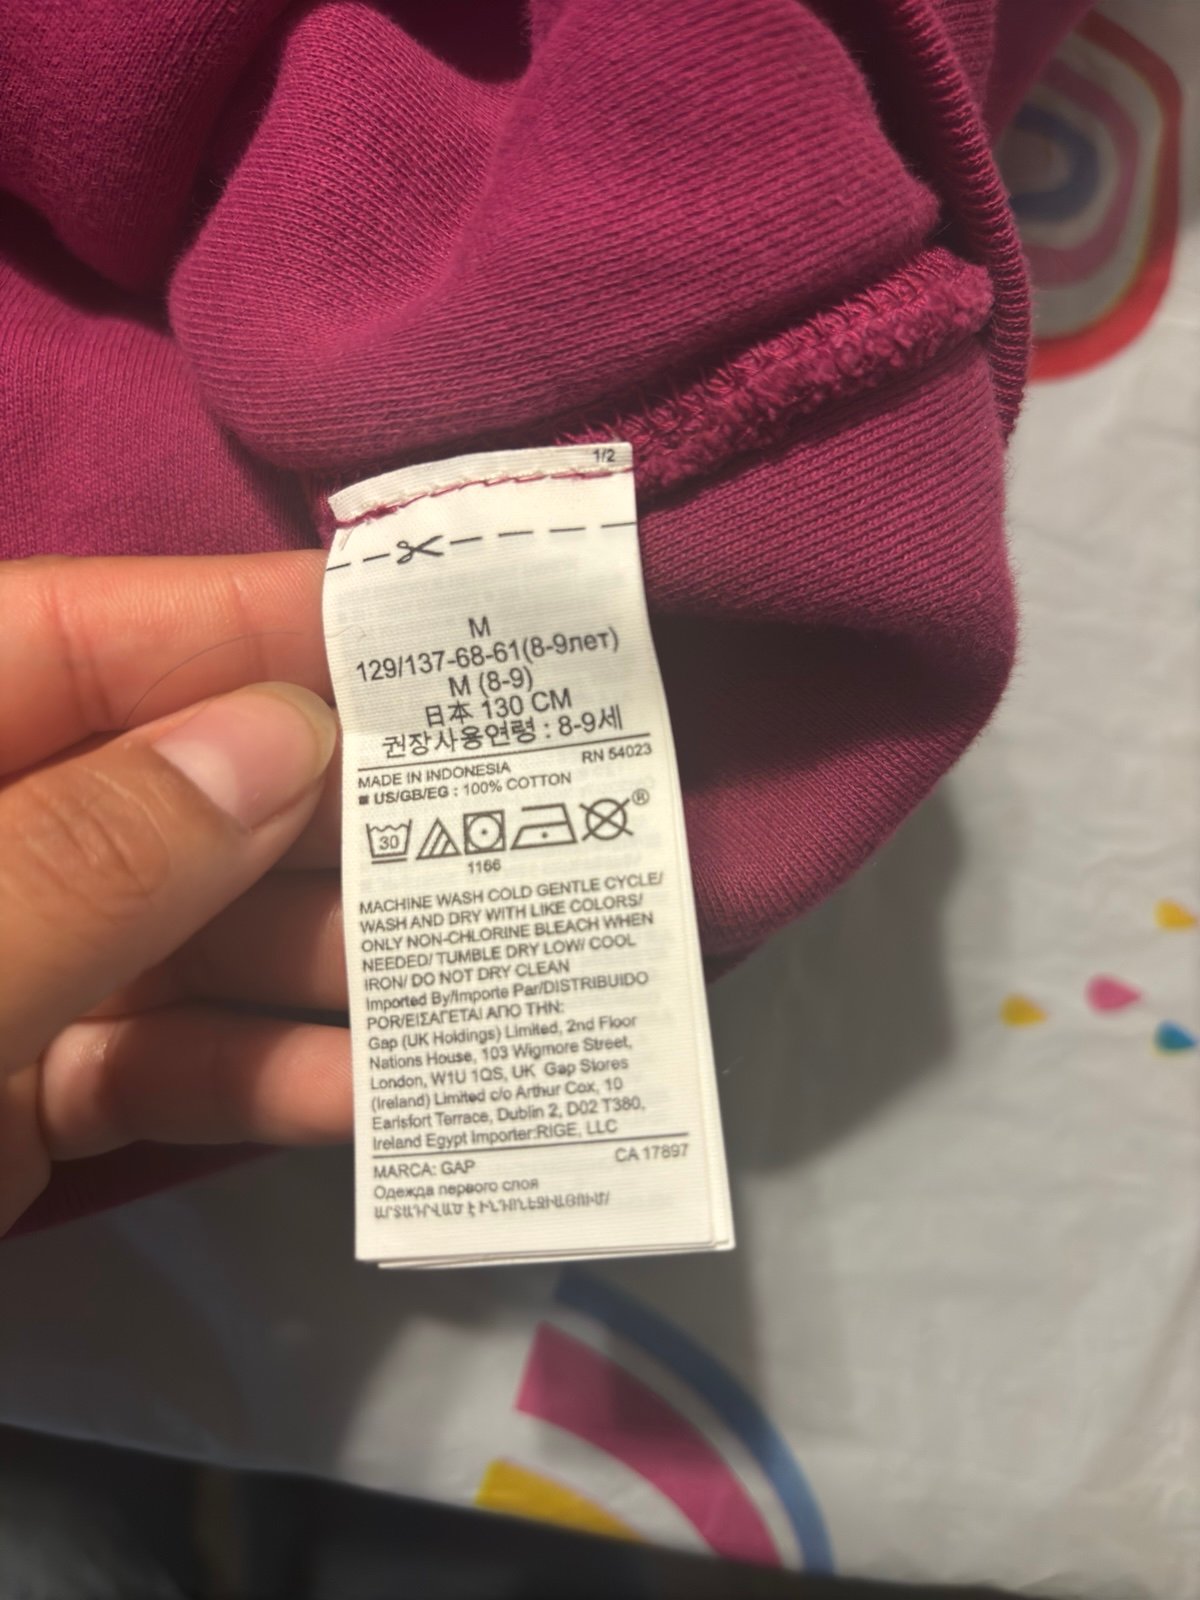 1/2
M
129/137-68-61(8-9лет)
M (8-9)
日本 130 CM
권장사용연령 : 8-9세
RN 54023
MADE IN INDONESIA
■ US/GB/EG : 100% COTTON
30
®
1166
MACHINE WASH COLD GENTLE CYCLE/
WASH AND DRY WITH LIKE COLORS/
ONLY NON-CHLORINE BLEACH WHEN
NEEDED/ TUMBLE DRY LOW/ COOL
IRON/ DO NOT DRY CLEAN
Imported By/Importe Par/DISTRIBUIDO
POR/ΕΙΣΑΓΕΤΑΙ ΑΠΟ ΤΗΝ:
Gap (UK Holdings) Limited, 2nd Floor
Nations House, 103 Wigmore Street,
London, W1U 1QS, UK Gap Stores
(Ireland) Limited c/o Arthur Cox, 10
Earlsfort Terrace, Dublin 2, D02 T380,
Ireland Egypt Importer:RIGE, LLC
MARCA: GAP
CA 17897
Одежда первого слоя
ԱՐՏԱԴՐՎԱԾ Է ԻՆԴՈՆԵԶԻԱՅՈՒՄ/